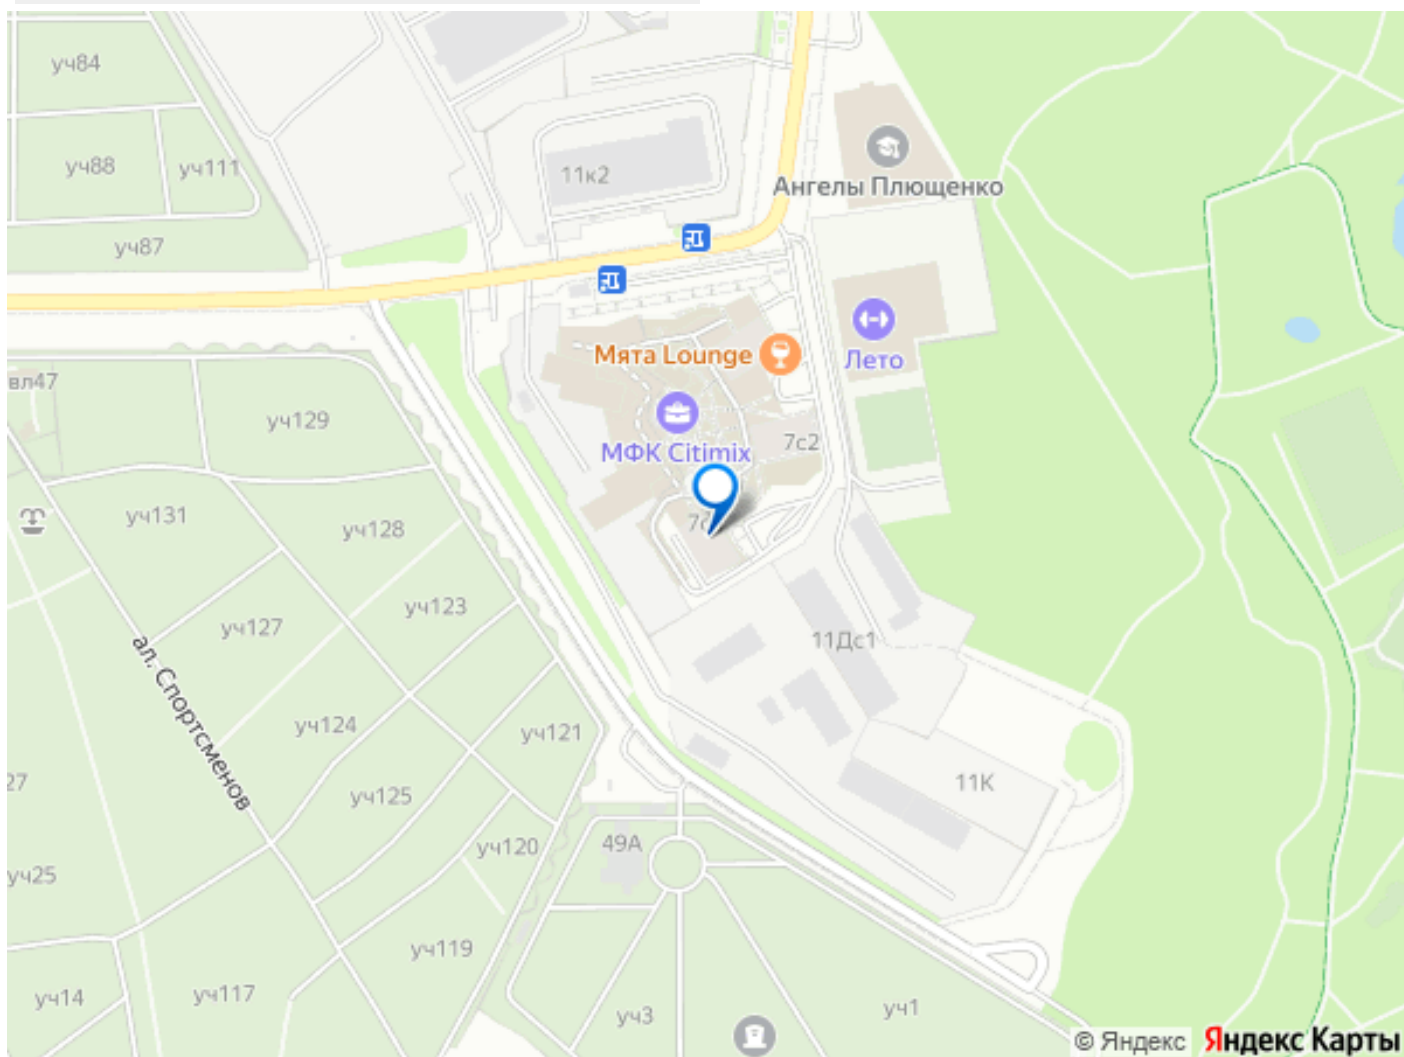 уч84
уч88
уч111
уч87
11к2
Ангелы Плющенко
Мята Lounge
Лето
МФК Citimix
7с2
вл47
уч129
уч131
уч128
уч123
уч127
ал. Спортсменов
уч124
уч121
уч125
27
уч120
49А
уч25
11Дс1
11К
уч119
уч117
уч14
уч3
уч1
© Яндекс
Яндекс Карты